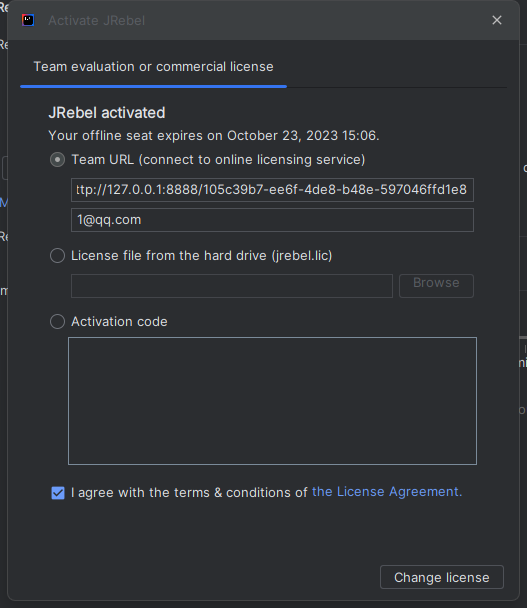 Activate JRebel
Team evaluation or commercial license
JRebel activated
Your offline seat expires on October 23, 2023 15:06.
Team URL (connect to online licensing service)
ttp://127.0.0.1:8888/105c39b7-ee6f-4de8-b48e-597046ffd1e8
1@qq.com
License file from the hard drive (jrebel.lic)
Browse
Activation code
I agree with the terms & conditions of the License Agreement.
Change license